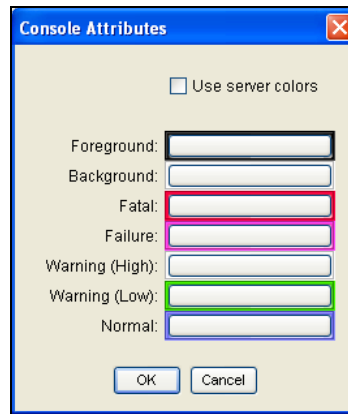 Console Attributes
Use server colors
Foreground:
Background:
Fatal:
Failure:
Warning (High):
Warning (Low):
Normal:
OK Cancel